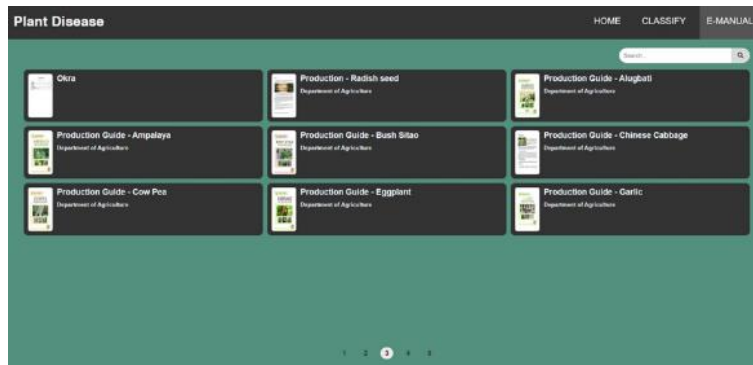 Plant Disease
HOME CLASSIFY E-MANUAL
Search..
Okra
Production - Radish seed
Department of Agriculture
Production Guide - Alugbati
Department of Agriculture
Production Guide - Ampalaya
Department of Agriculture
Production Guide - Bush Sitao
Department of Agriculture
Production Guide - Chinese Cabbage
Department of Agriculture
Production Guide - Cow Pea
Department of Agriculture
Production Guide - Eggplant
Department of Agriculture
Production Guide - Garlic
Department of Agriculture
1 2 3 4 5